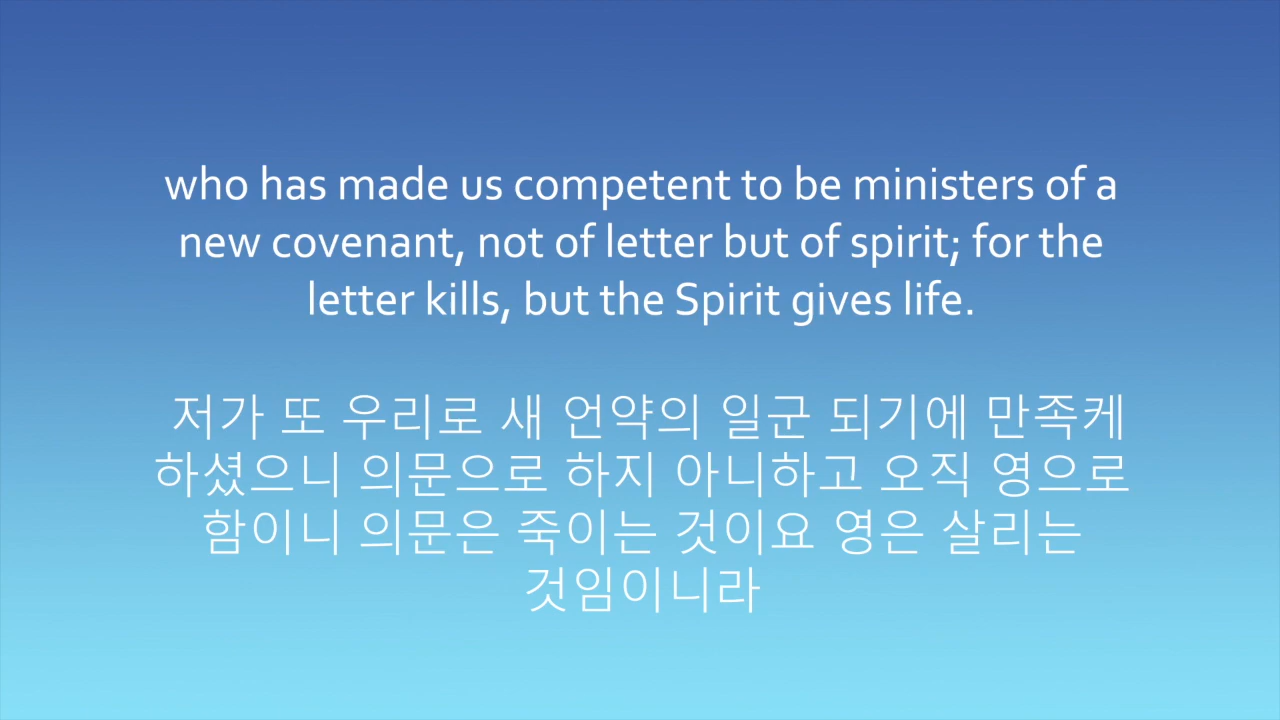 who has made us competent to be ministers of a
new covenant, not of letter but of spirit; for the
letter kills, but the Spirit gives life.
저가 또 우리로 새 언약의 일군 되기에 만족케
하셨으니 의문으로 하지 아니하고 오직 영으로
함이니 의문은 죽이는 것이요 영은 살리는
것임이니라